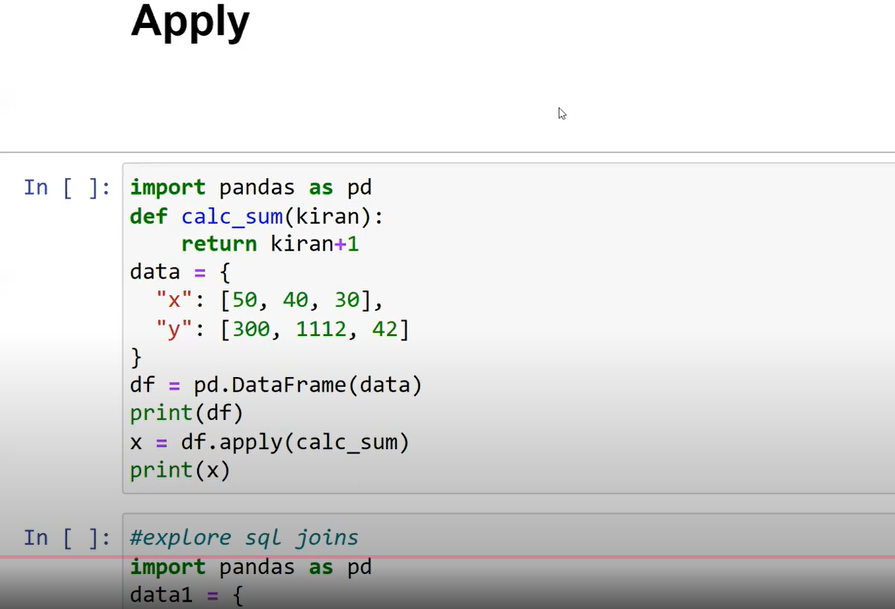 Apply
In [ ]: import pandas as pd
def calc_sum(kiran):
    return kiran+1
data = {
  "x": [50, 40, 30],
  "y": [300, 1112, 42]
}
df = pd.DataFrame(data)
print(df)
x = df.apply(calc_sum)
print(x)
In [ ]: #explore sql joins
import pandas as pd
data1 = {